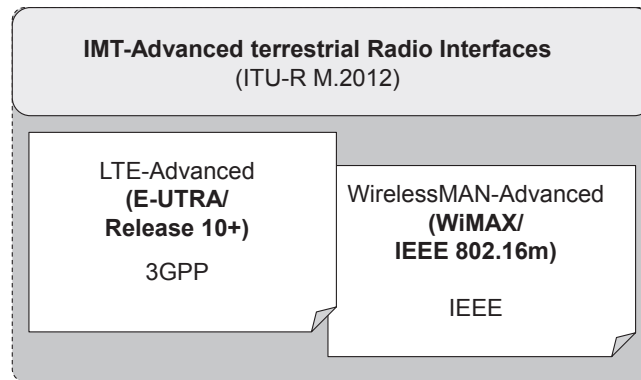 IMT-Advanced terrestrial Radio Interfaces
(ITU-R M.2012)
LTE-Advanced
(E-UTRA/
Release 10+)
3GPP
WirelessMAN-Advanced
(WiMAX/
IEEE 802.16m)
IEEE